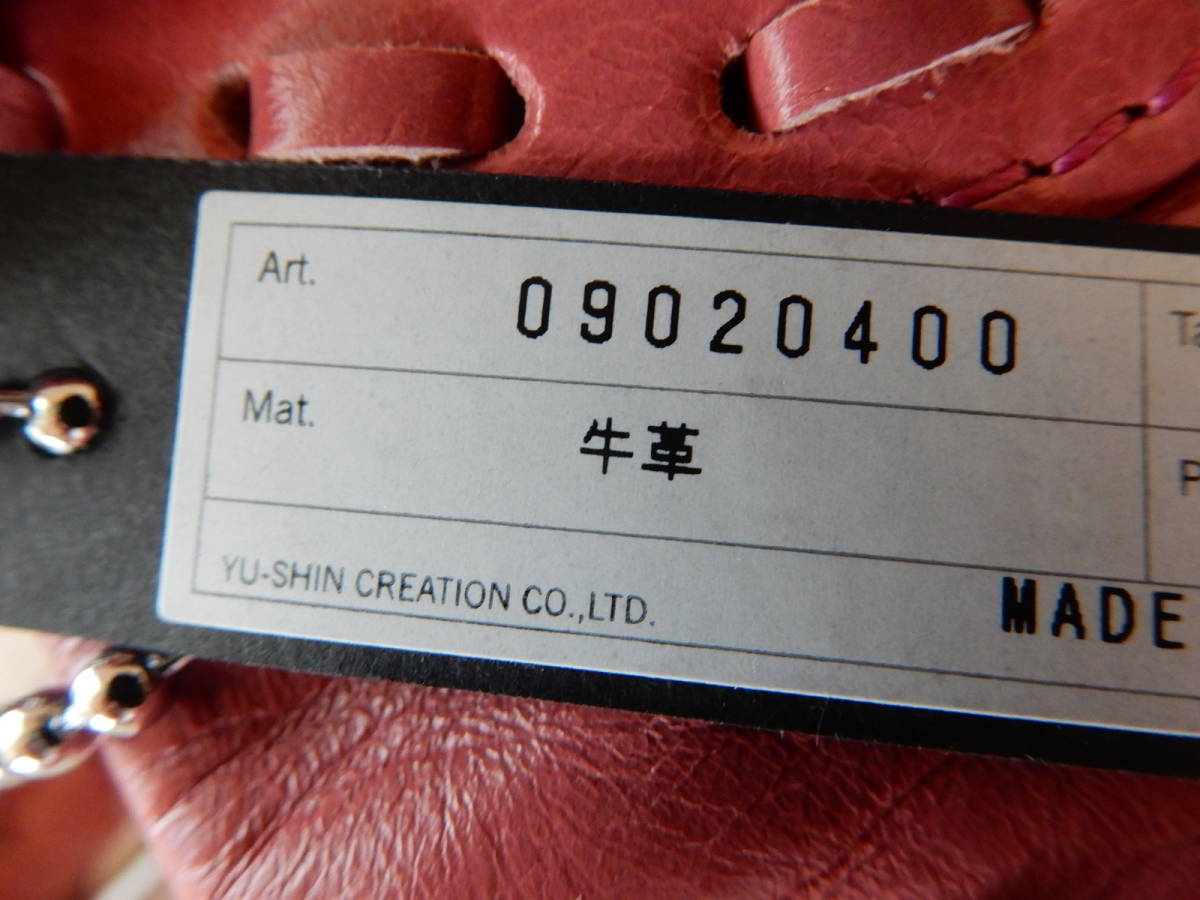 Art. 09020400
Mat. 牛革
YU-SHIN CREATION CO.,LTD.
MADE